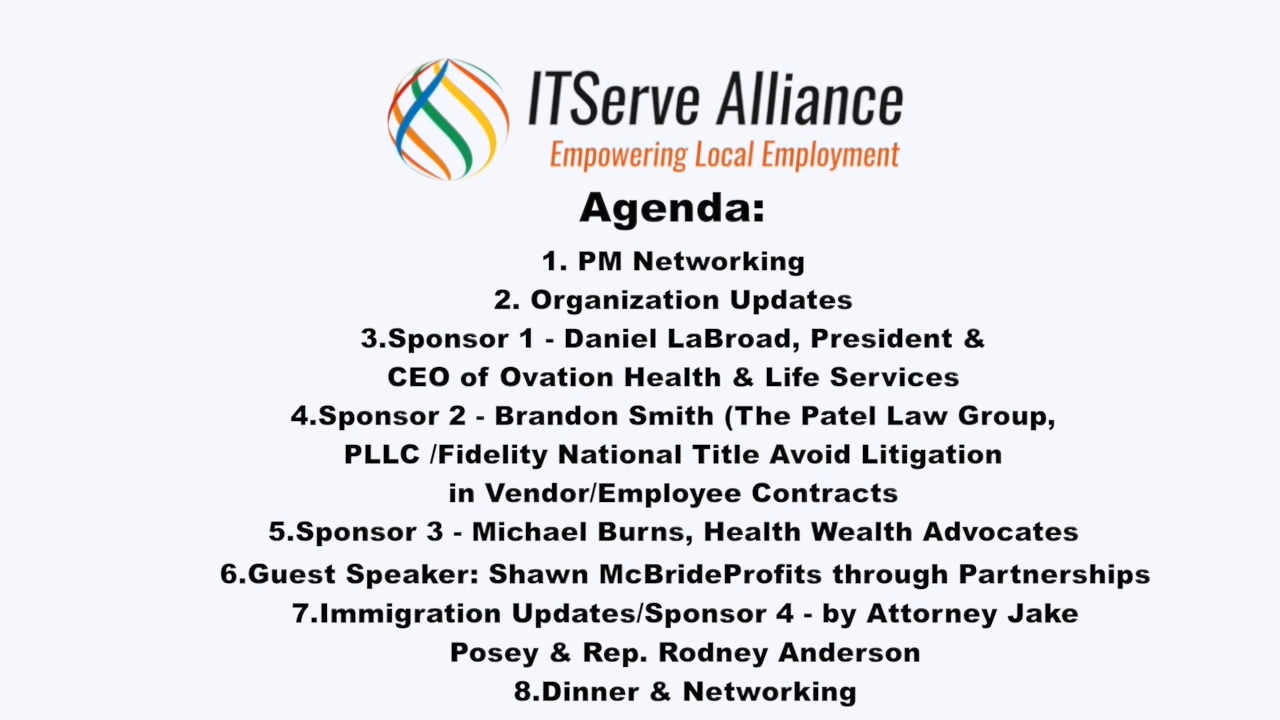 ITServe Alliance
Empowering Local Employment
Agenda:
1. PM Networking
2. Organization Updates
3.Sponsor 1 - Daniel LaBroad, President &
CEO of Ovation Health & Life Services
4.Sponsor 2 - Brandon Smith (The Patel Law Group,
PLLC /Fidelity National Title Avoid Litigation
in Vendor/Employee Contracts
5.Sponsor 3 - Michael Burns, Health Wealth Advocates
6.Guest Speaker: Shawn McBrideProfits through Partnerships
7.Immigration Updates/Sponsor 4 - by Attorney Jake
Posey & Rep. Rodney Anderson
8.Dinner & Networking